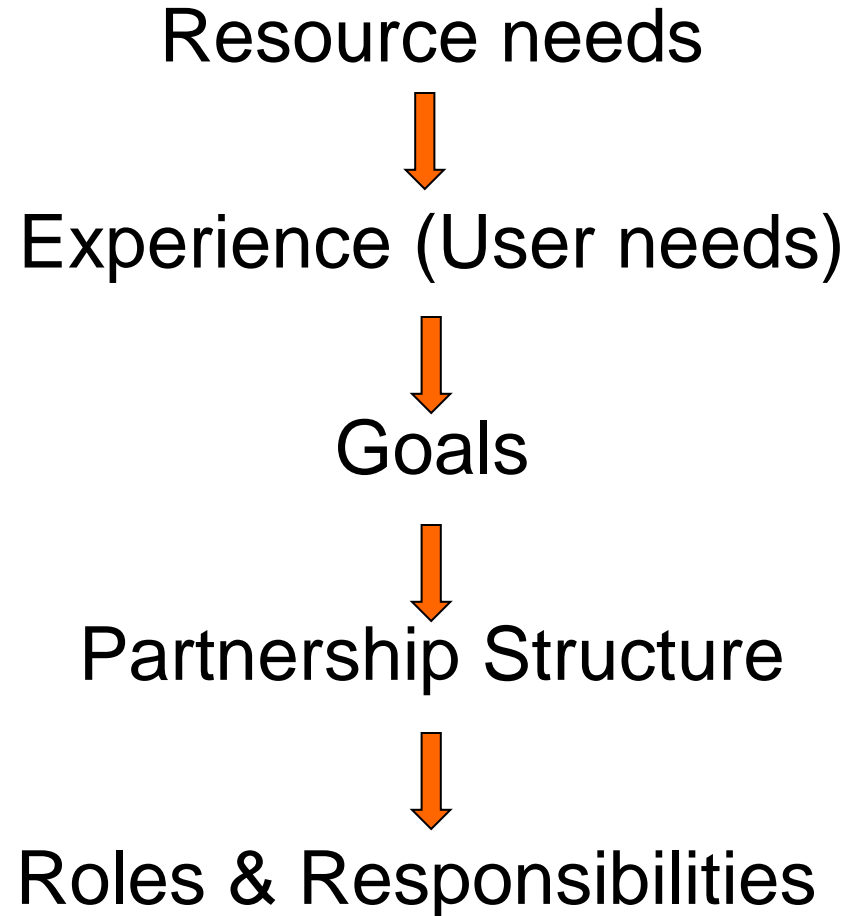 Resource needs
Experience (User needs)
Goals
Partnership Structure
Roles & Responsibilities